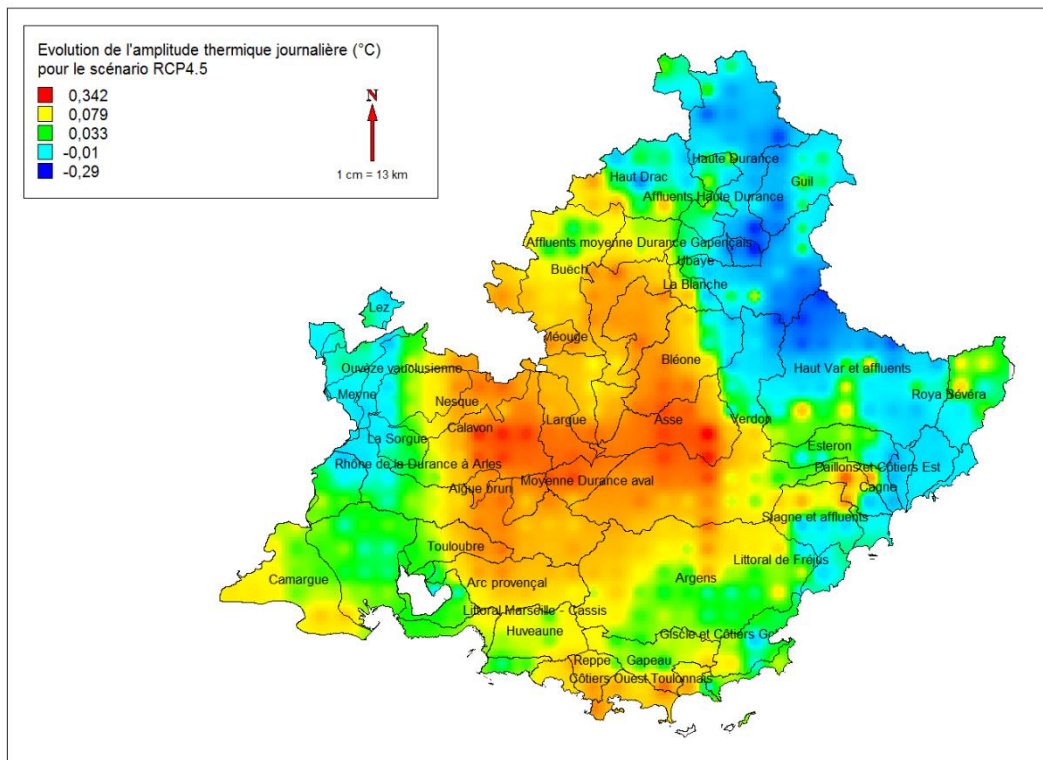 Evolution de l'amplitude thermique journalière (°C)
pour le scénario RCP4.5
0,342
0,079
0,033
-0,01
-0,29
N
1 cm = 13 km
Haute Durance
Haut Drac
Guil
Affluents Haute Durance
Affluents moyenne Durance Gapençais
Ubaye
Buëch
La Blanche
Lez
Méouge
Bléone
Ouvèze vauclusienne
Haut Var et affluents
Meyne
Roya Bévéra
Nesque
Largue
Asse
Verdon
Calavon
La Sorgue
Esteron
Rhône de la Durance à Arles
Paillons et Côtiers Est
Aigue brun
Moyenne Durance aval
Cagne
Siagne et affluents
Touloubre
Littoral de Fréjus
Camargue
Arc provençal
Argens
Littoral Marseille - Cassis
Huveaune
Giscle et Côtiers Go
Reppe
Gapeau
Côtiers Ouest Toulonnais